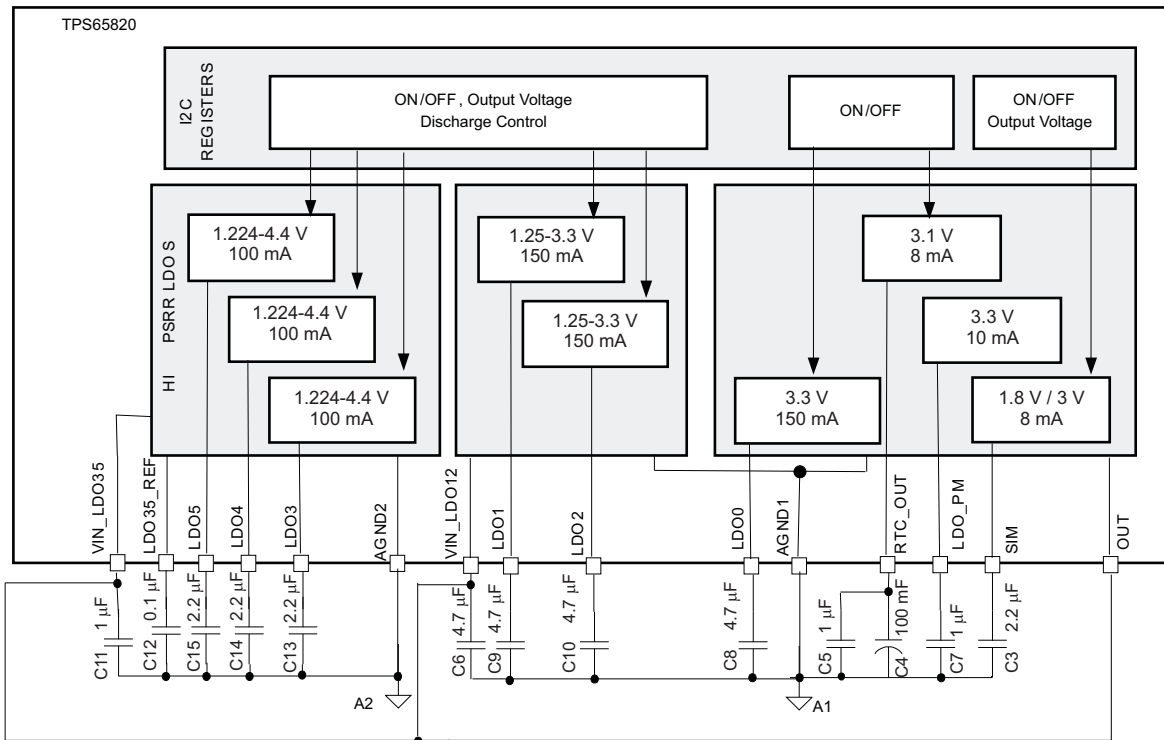 TPS65820
I2C
REGISTERS
ON/OFF , Output Voltage
Discharge Control
ON/OFF
ON/OFF
Output Voltage
HI PSRR LDO S
1.224-4.4 V
100 mA
1.224-4.4 V
100 mA
1.224-4.4 V
100 mA
1.25-3.3 V
150 mA
1.25-3.3 V
150 mA
3.1 V
8 mA
3.3 V
10 mA
3.3 V
150 mA
1.8 V / 3 V
8 mA
VIN_LDO35
LDO35_REF
LDO5
LDO4
LDO3
AGND2
VIN_LDO12
LDO1
LDO2
LDO0
AGND1
RTC_OUT
LDO_PM
SIM
OUT
C11 1 μF
C12 0.1 μF
C15 2.2 μF
C14 2.2 μF
C13 2.2 μF
C6 4.7 μF
C9 4.7 μF
C10 4.7 μF
C8 4.7 μF
C5 1 μF
C4 100 mF
C7 1 μF
C3 2.2 μF
A2
A1